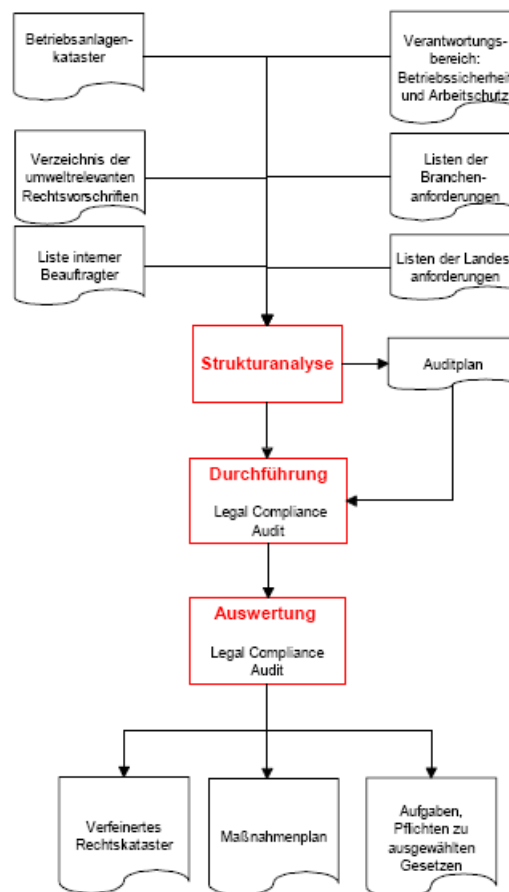 Betriebsanlagen-
kataster
Verantwortungs-
bereich:
Betriebssicherheit
und Arbeitschutz
Verzeichnis der
umweltrelevanten
Rechtsvorschriften
Listen der
Branchen-
anforderungen
Liste interner
Beauftragter
Listen der Landes
anforderungen
Strukturanalyse
Auditplan
Durchführung
Legal Compliance
Audit
Auswertung
Legal Compliance
Audit
Verfeinertes
Rechtskataster
Maßnahmenplan
Aufgaben,
Pflichten zu
ausgewählten
Gesetzen